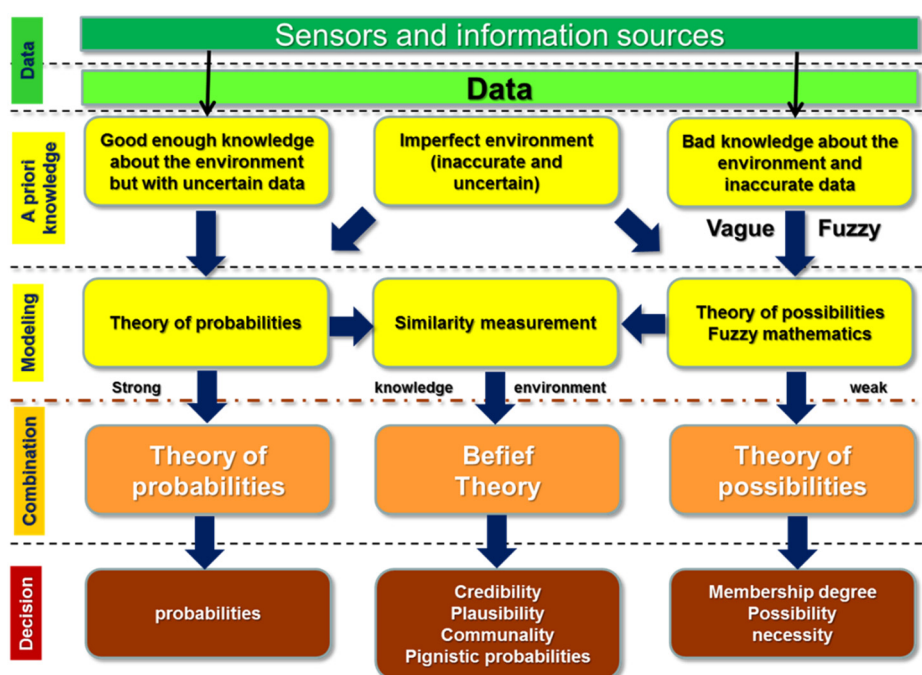 Data
Sensors and information sources
Data
A priori
knowledge
Good enough knowledge
about the environment
but with uncertain data
Imperfect environment
(inaccurate and
uncertain)
Bad knowledge about the
environment and
inaccurate data
Vague Fuzzy
Modeling
Theory of probabilities
Similarity measurement
Theory of possibilities
Fuzzy mathematics
Strong knowledge environment weak
Combination
Theory of
probabilities
Befief
Theory
Theory of
possibilities
Decision
probabilities
Credibility
Plausibility
Communality
Pignistic probabilities
Membership degree
Possibility
necessity